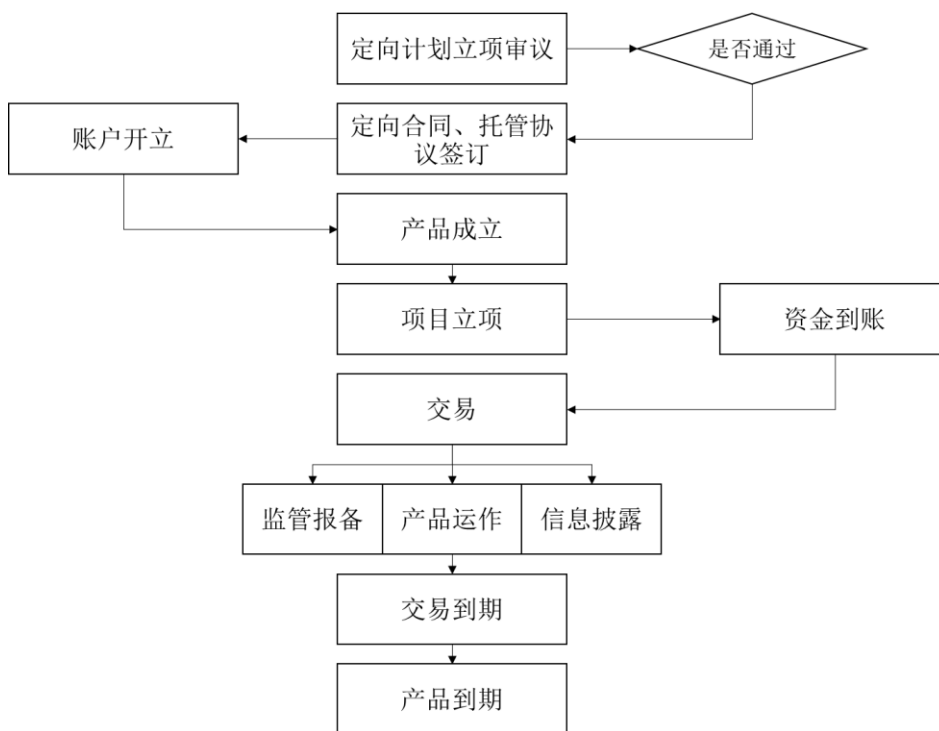 定向计划立项审议
是否通过
账户开立
定向合同、托管协
议签订
产品成立
项目立项
资金到账
交易
监管报备
产品运作
信息披露
交易到期
产品到期